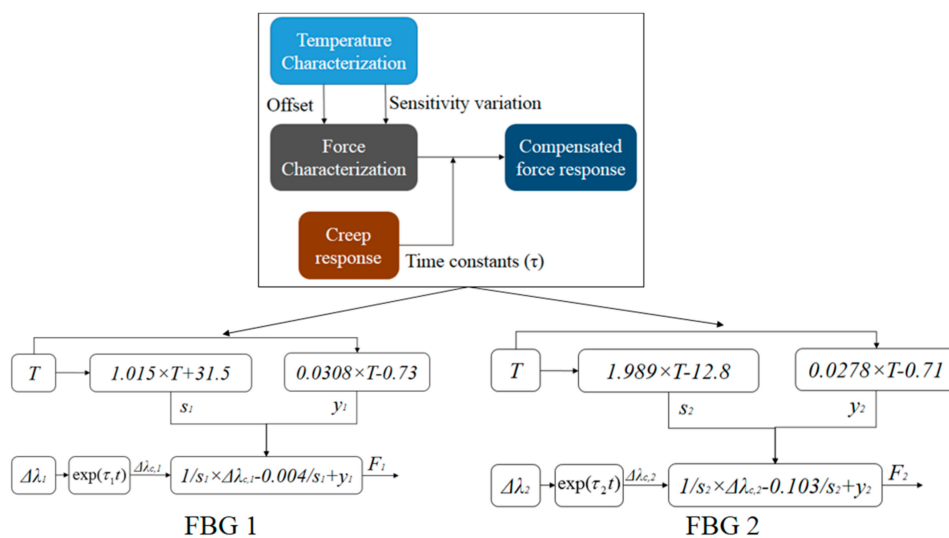 Temperature
Characterization
Offset
Sensitivity variation
Force
Characterization
Compensated
force response
Creep
response
Time constants (τ)
T
1.015×T+31.5
0.0308×T-0.73
s₁
y₁
Δλ₁
exp(τ₁t)
Δλc,1
1/s₁×Δλc,1-0.004/s₁+y₁
F₁
FBG 1
T
1.989×T-12.8
0.0278×T-0.71
s₂
y₂
Δλ₂
exp(τ₂t)
Δλc,2
1/s₂×Δλc,2-0.103/s₂+y₂
F₂
FBG 2